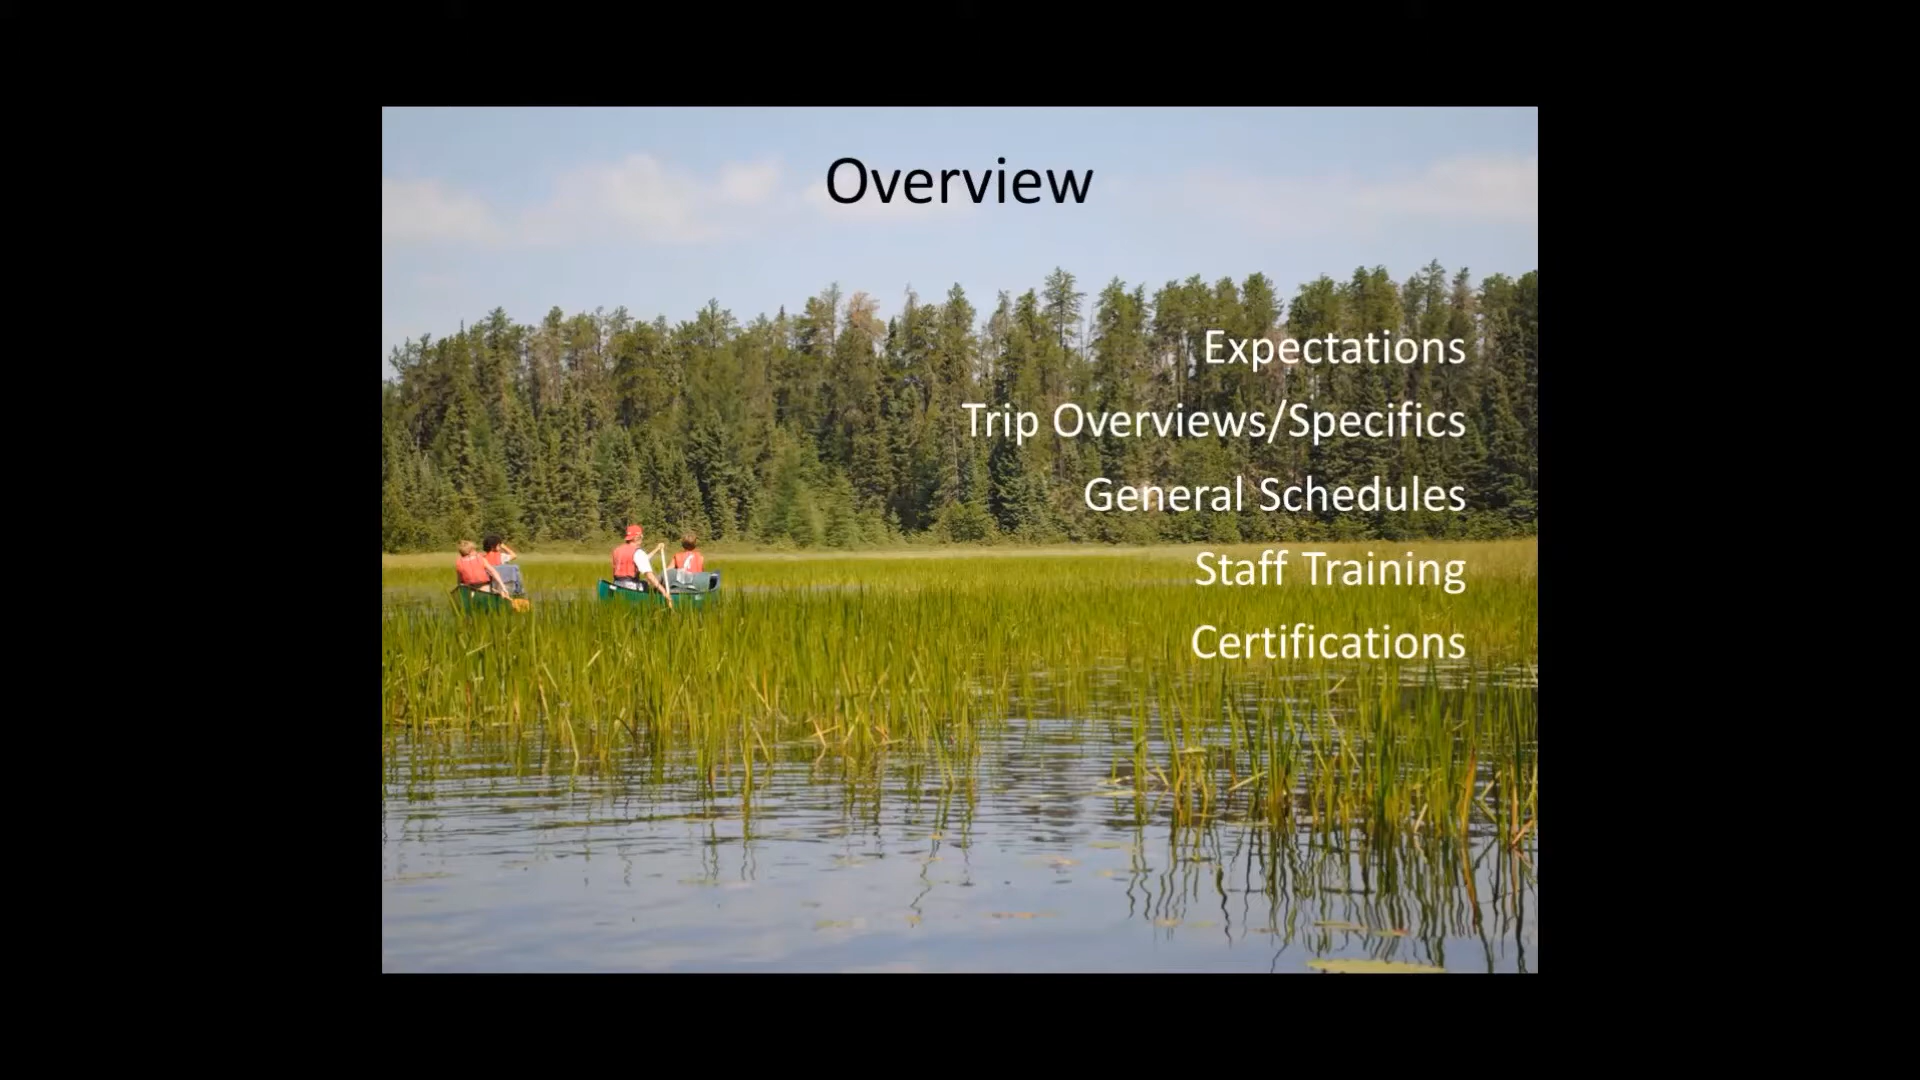 Overview
Expectations
Trip Overviews/Specifics
General Schedules
Staff Training
Certifications